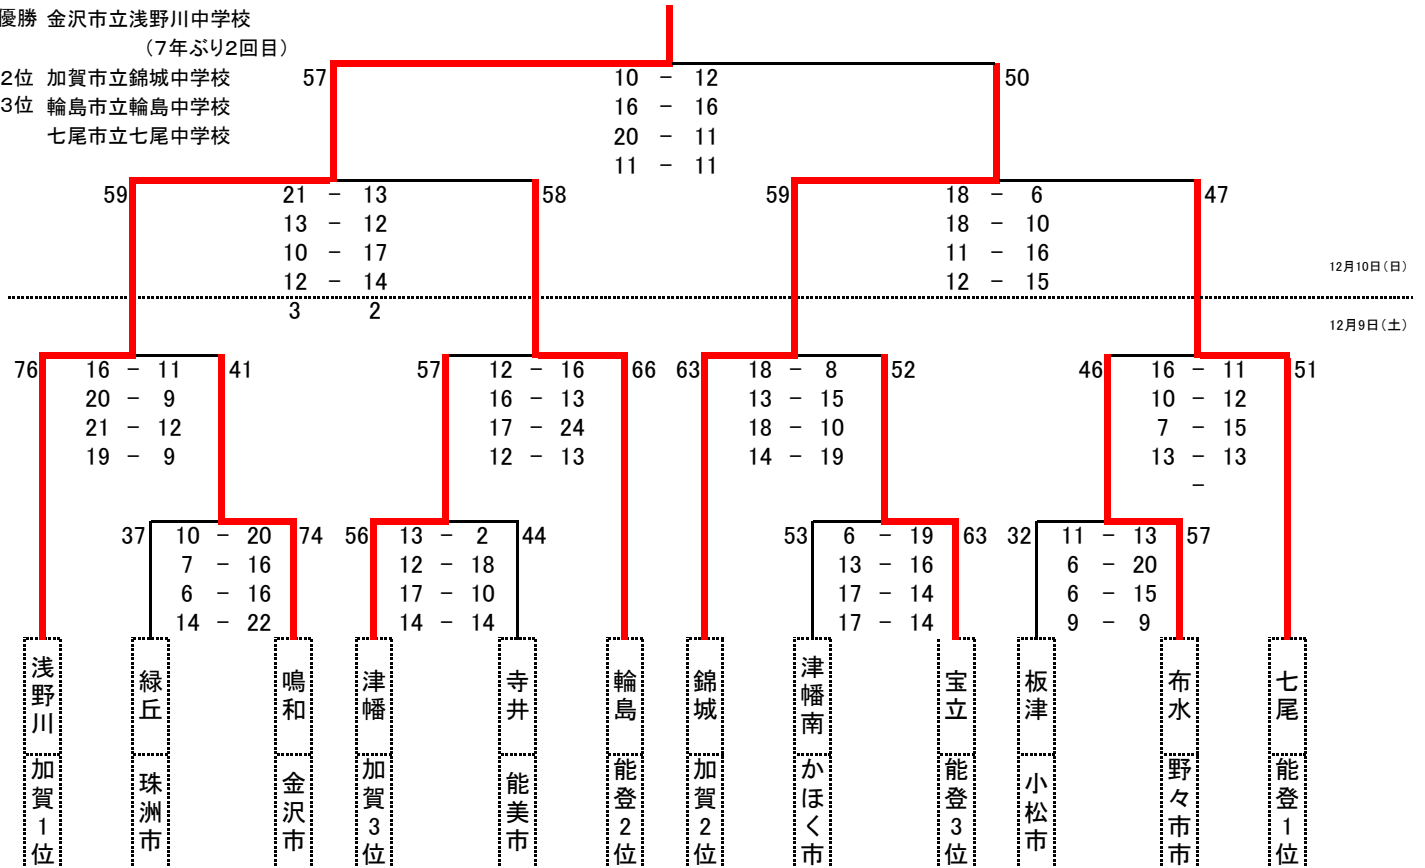 優勝 金沢市立浅野川中学校
（7年ぶり2回目）
2位 加賀市立錦城中学校
3位 輪島市立輪島中学校
七尾市立七尾中学校
57 10 - 12 50
16 - 16
20 - 11
11 - 11
59 21 - 13 58
13 - 12
10 - 17
12 - 14
3 2
59 18 - 6 47
18 - 10
11 - 16
12 - 15
12月10日(日)
12月9日(土)
76 16 - 11 41
20 - 9
21 - 12
19 - 9
57 12 - 16 66
16 - 13
17 - 24
12 - 13
63 18 - 8 52
13 - 15
18 - 10
14 - 19
46 16 - 11 51
10 - 12
7 - 15
13 - 13
-
37 10 - 20 74
7 - 16
6 - 16
14 - 22
56 13 - 2 44
12 - 18
17 - 10
14 - 14
53 6 - 19 63
13 - 16
17 - 14
17 - 14
32 11 - 13 57
6 - 20
6 - 15
9 - 9
浅野川
加賀1位
緑丘
珠洲市
鳴和
金沢市
津幡
加賀3位
寺井
能美市
輪島
能登2位
錦城
加賀2位
津幡南
かほく市
宝立
能登3位
板津
小松市
布水
野々市市
七尾
能登1位